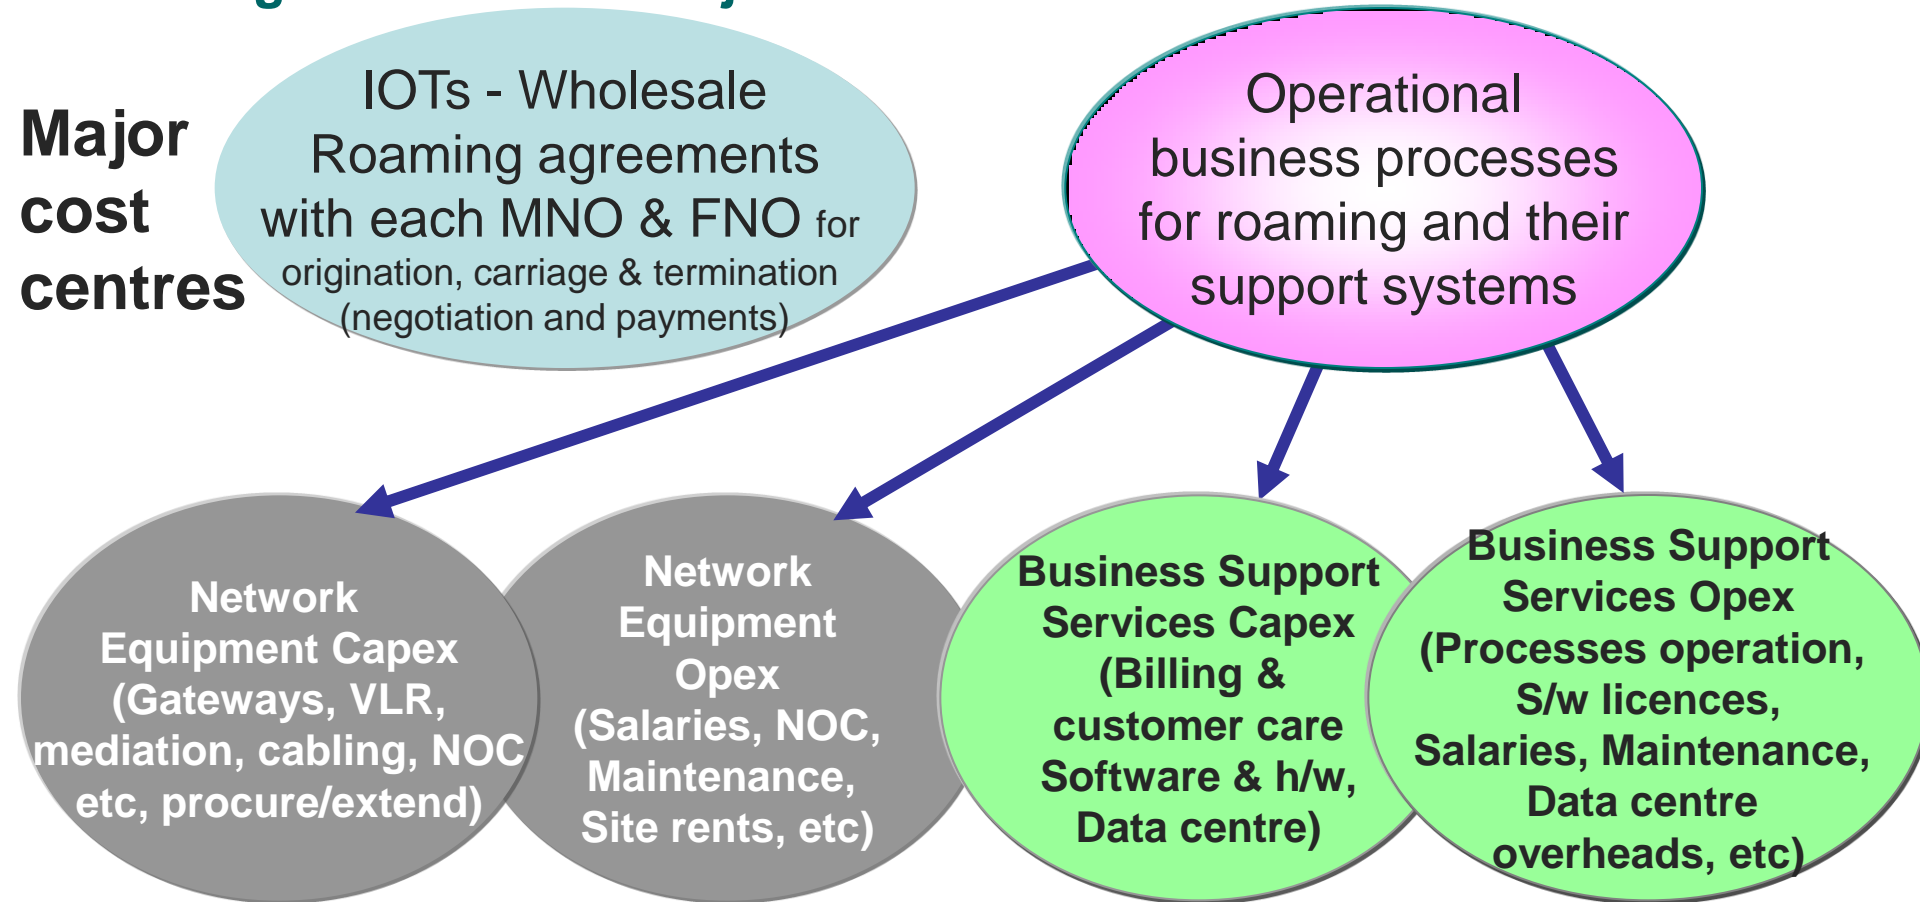 Major
cost
centres
IOTs - Wholesale
Roaming agreements
with each MNO & FNO for
origination, carriage & termination
(negotiation and payments)
Operational
business processes
for roaming and their
support systems
Network
Equipment Capex
(Gateways, VLR,
mediation, cabling, NOC
etc, procure/extend)
Network
Equipment
Opex
(Salaries, NOC,
Maintenance,
Site rents, etc)
Business Support
Services Capex
(Billing &
customer care
Software & h/w,
Data centre)
Business Support
Services Opex
(Processes operation,
S/w licences,
Salaries, Maintenance,
Data centre
overheads, etc)